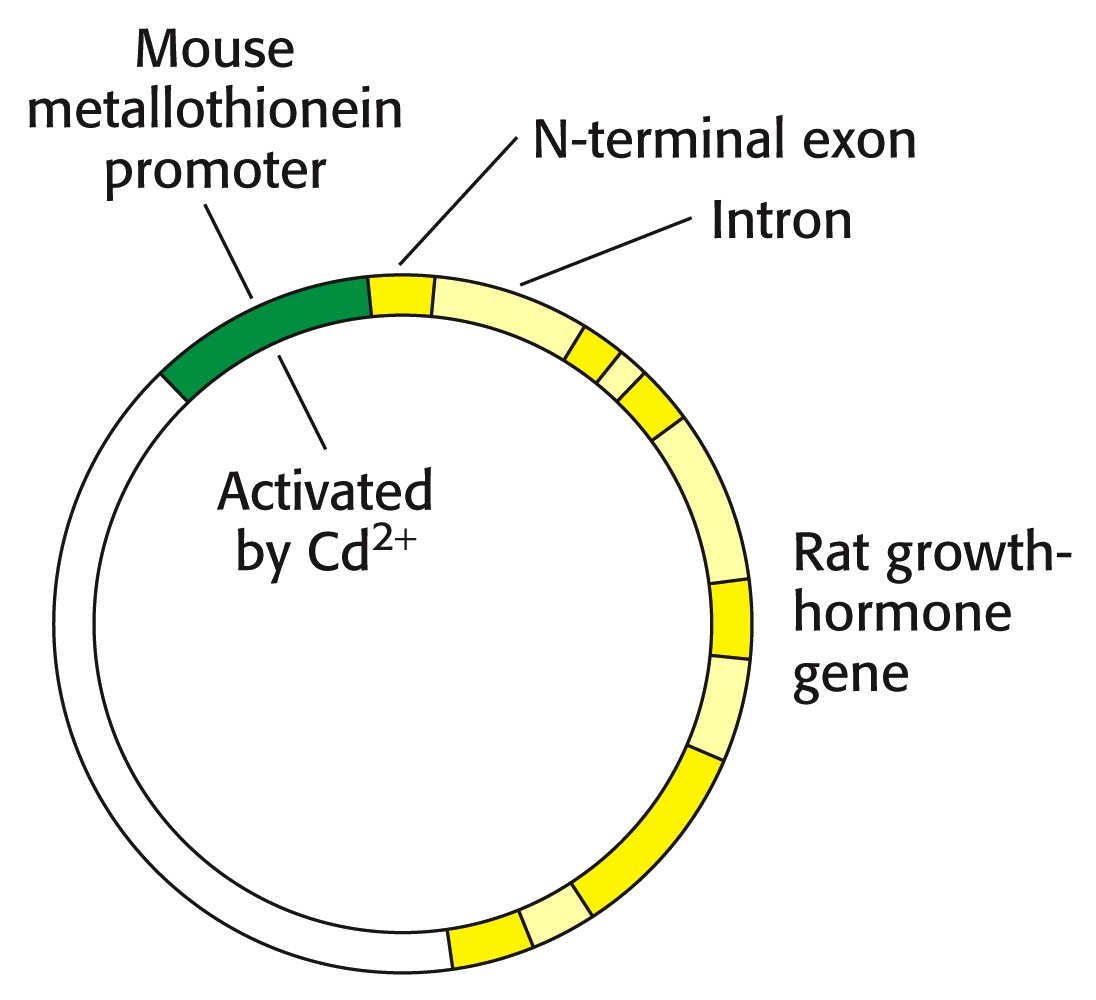 Mouse
metallothionein
promoter
N-terminal exon
Intron
Activated
by Cd²⁺
Rat growth-
hormone
gene